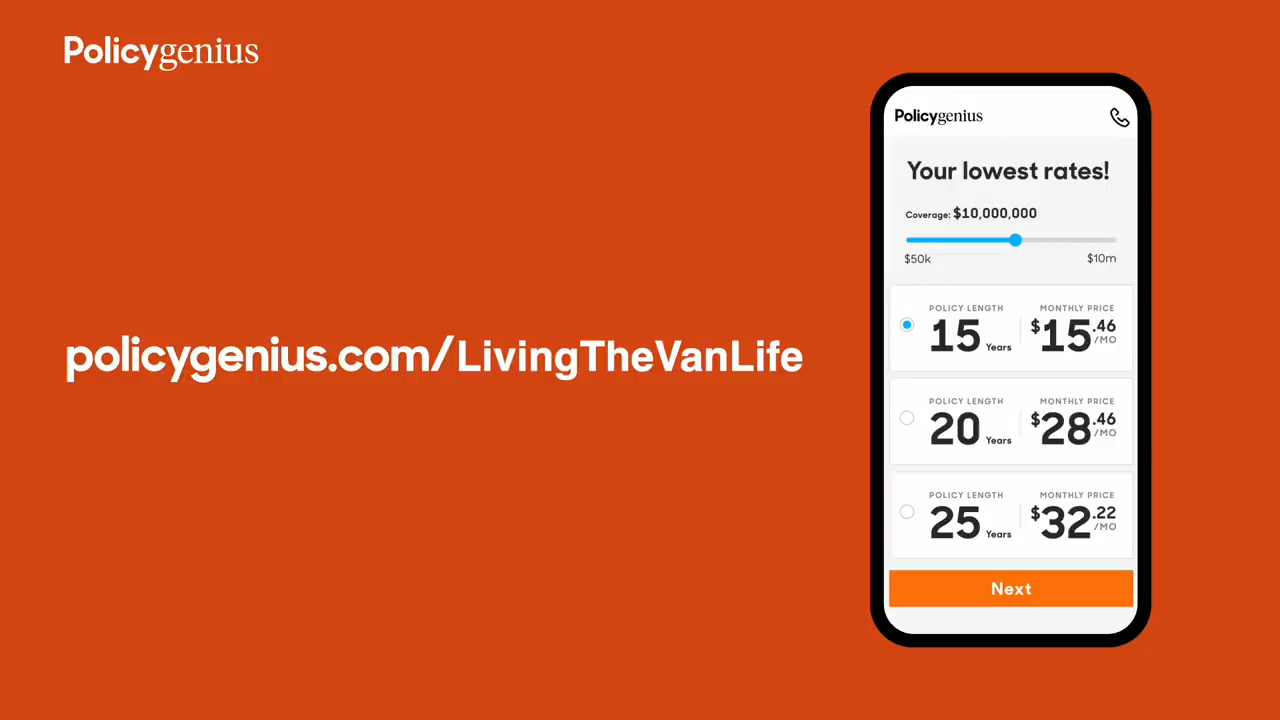 Policygenius
policygenius.com/LivingTheVanLife
Policygenius
Your lowest rates!
Coverage: $10,000,000
$50k $10m
POLICY LENGTH MONTHLY PRICE
15 Years $15.46 /MO
POLICY LENGTH MONTHLY PRICE
20 Years $28.46 /MO
POLICY LENGTH MONTHLY PRICE
25 Years $32.22 /MO
Next